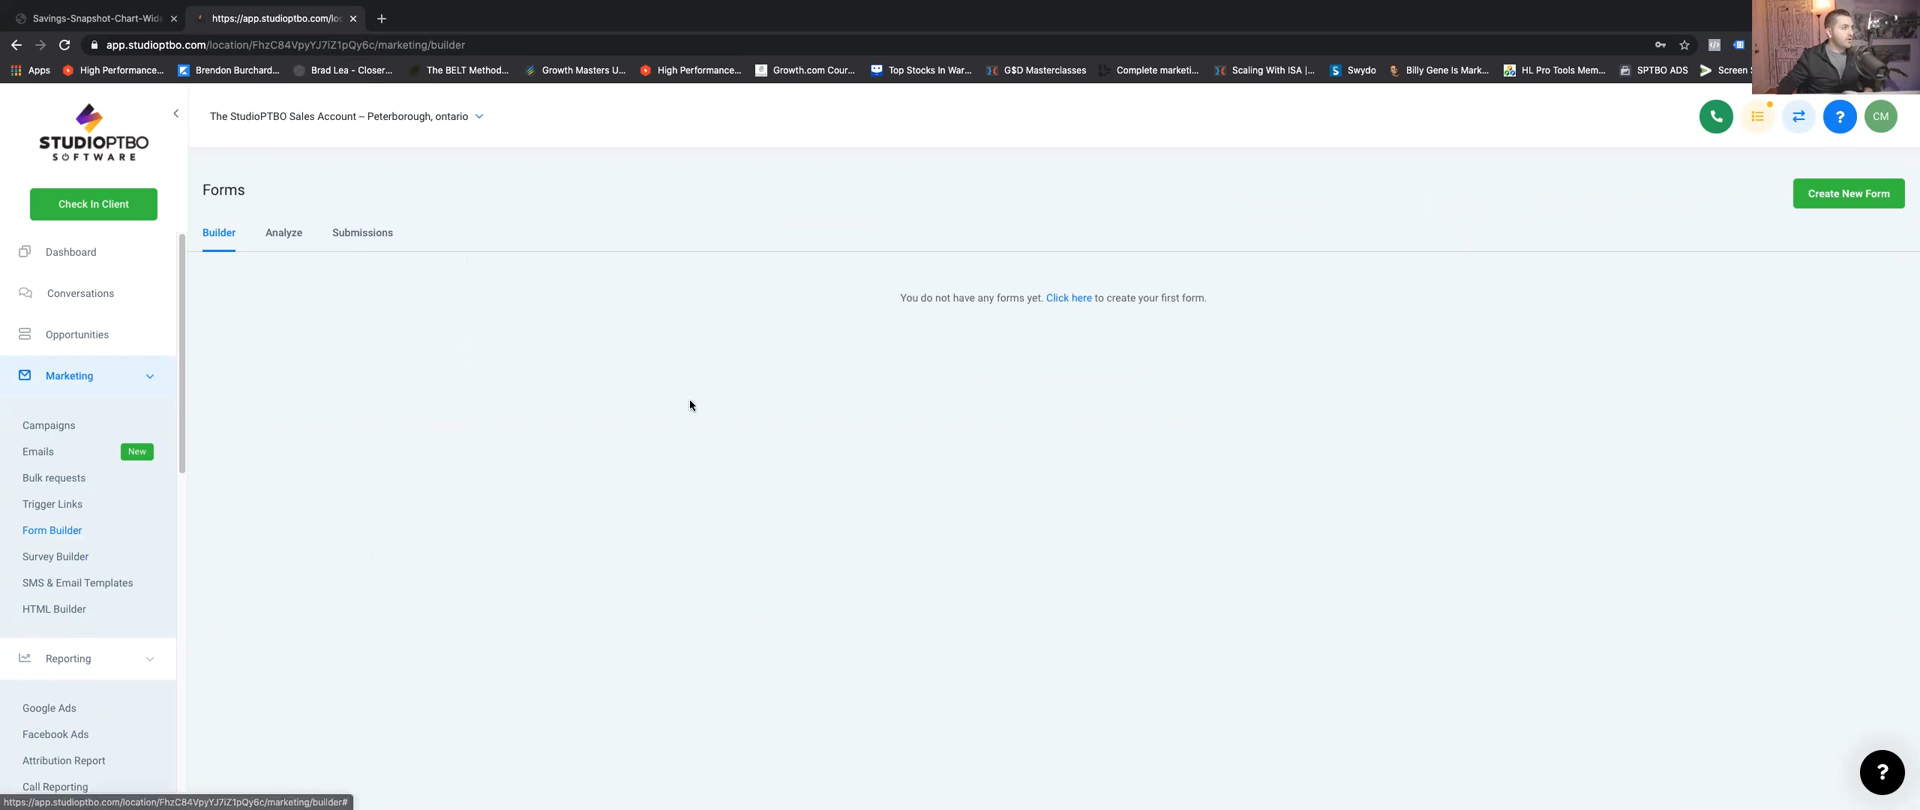 Savings-Snapshot-Chart-Wide
https://app.studioptbo.com/loc
app.studioptbo.com/location/FhzC84VpyYJ7iZ1pQy6c/marketing/builder
Apps
High Performance...
Brendon Burchard...
Brad Lea - Closer...
The BELT Method...
Growth Masters U...
High Performance...
Growth.com Cour...
Top Stocks In War...
G$D Masterclasses
Complete marketi...
Scaling With ISA |...
Swydo
Billy Gene Is Mark...
HL Pro Tools Mem...
SPTBO ADS
Screen
STUDIOPTBO
SOFTWARE
The StudioPTBO Sales Account -- Peterborough, ontario
CM
Check In Client
Forms
Create New Form
Builder
Analyze
Submissions
You do not have any forms yet. Click here to create your first form.
Dashboard
Conversations
Opportunities
Marketing
Campaigns
Emails
New
Bulk requests
Trigger Links
Form Builder
Survey Builder
SMS & Email Templates
HTML Builder
Reporting
Google Ads
Facebook Ads
Attribution Report
Call Reporting
https://app.studioptbo.com/location/FhzC84VpyYJ7iZ1pQy6c/marketing/builder#